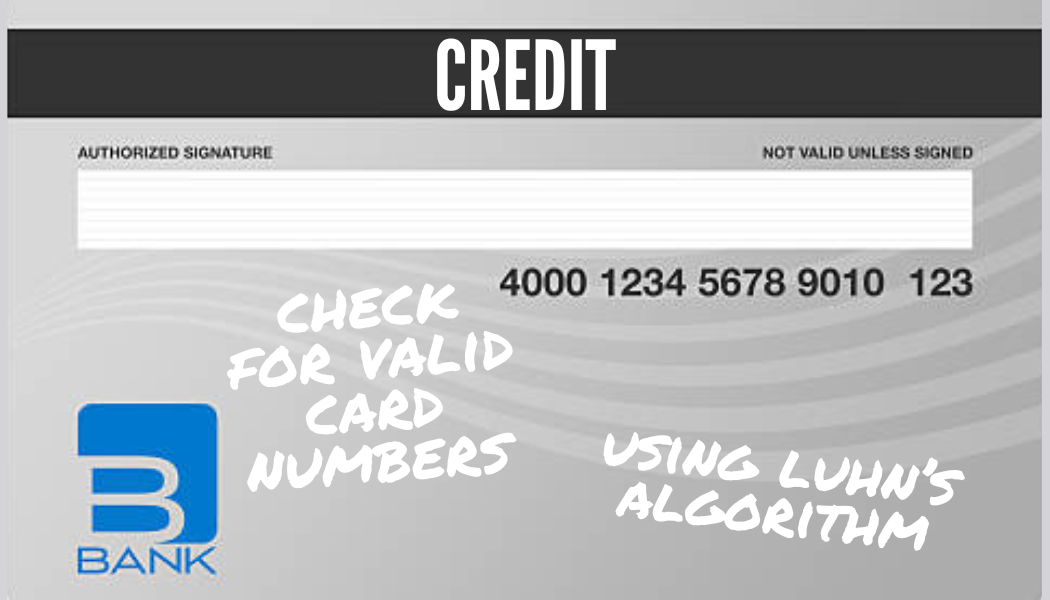 CREDIT
AUTHORIZED SIGNATURE NOT VALID UNLESS SIGNED
4000 1234 5678 9010 123
CHECK
FOR VALID
CARD
NUMBERS
USING LUHN'S
ALGORITHM
B
BANK